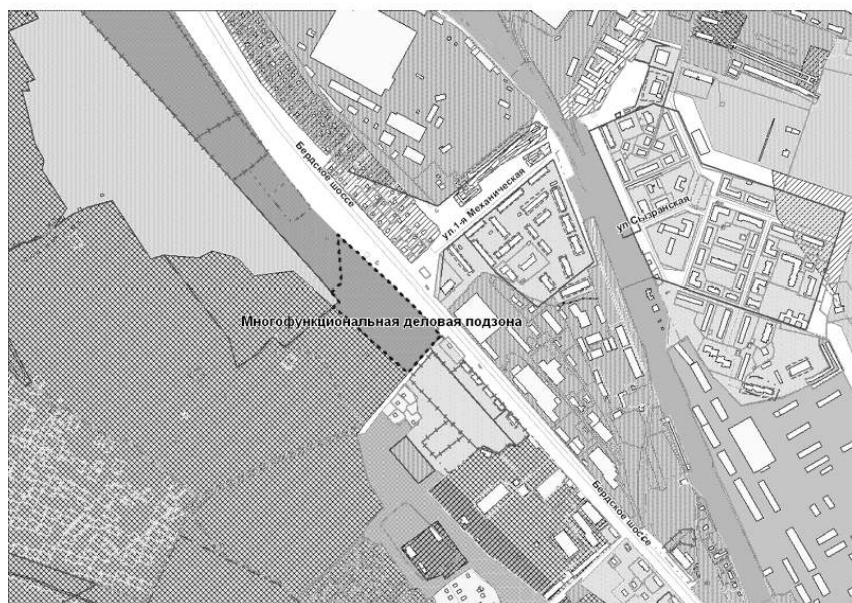 Бердское шоссе
ул.1-я Механическая
ул.Сызранская
Многофункциональная деловая подзона
Бердское шоссе